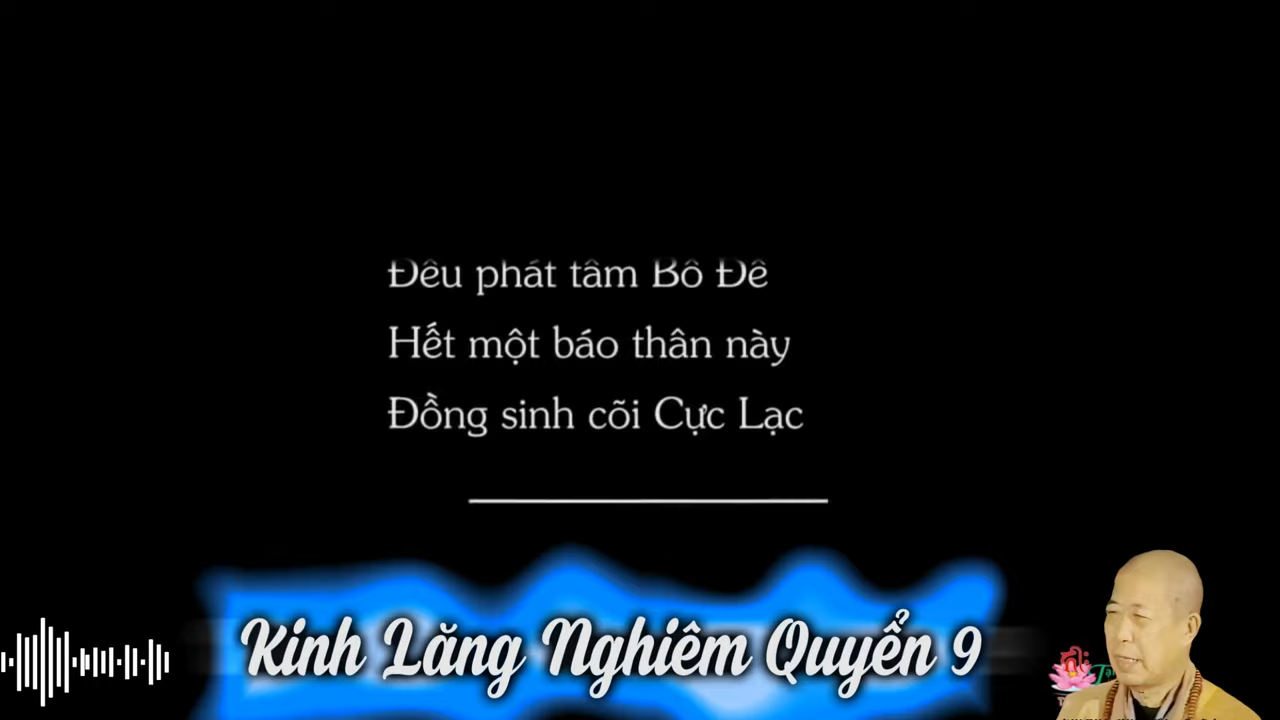 Đều phát tâm Bồ Đề
Hết một báo thân này
Đồng sinh cõi Cực Lạc
Kinh Lăng Nghiêm Quyển 9